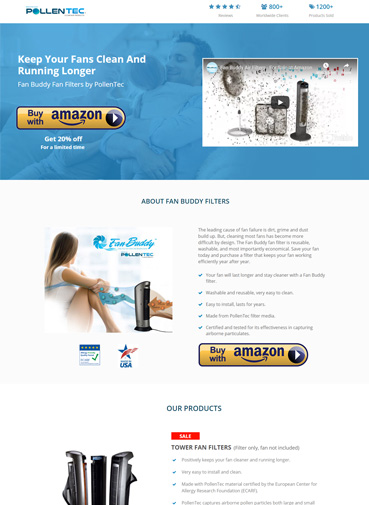 POLLENTEC
Reviews
800+
Worldwide Clients
1200+
Products Sold
Keep Your Fans Clean And
Running Longer
Fan Buddy Fan Filters by PollenTec
Buy with amazon
Get 20% off
For a limited time
ABOUT FAN BUDDY FILTERS
Fan Buddy
POLLENTEC
The leading cause of fan failure is dirt, grime and dust
build up. But, cleaning most fans has become more
difficult by design. The Fan Buddy fan filter is reusable,
washable, and most importantly economical. Save your fan
today and purchase a filter that keeps your fan working
efficiently year after year.
Your fan will last longer and stay cleaner with a Fan Buddy
filter.
Washable and reusable, very easy to clean.
Easy to install, lasts for years.
Made from PollenTec filter media.
Certified and tested for its effectiveness in capturing
airborne particulates.
MADE IN
USA
Buy with amazon
OUR PRODUCTS
SALE
TOWER FAN FILTERS (Filter only, fan not included)
Positively keeps your fan cleaner and running longer.
Very easy to install and clean.
Made with PollenTec material certified by the European Center for
Allergy Research Foundation (ECARF).
PollenTec captures airborne pollen particles both large and small